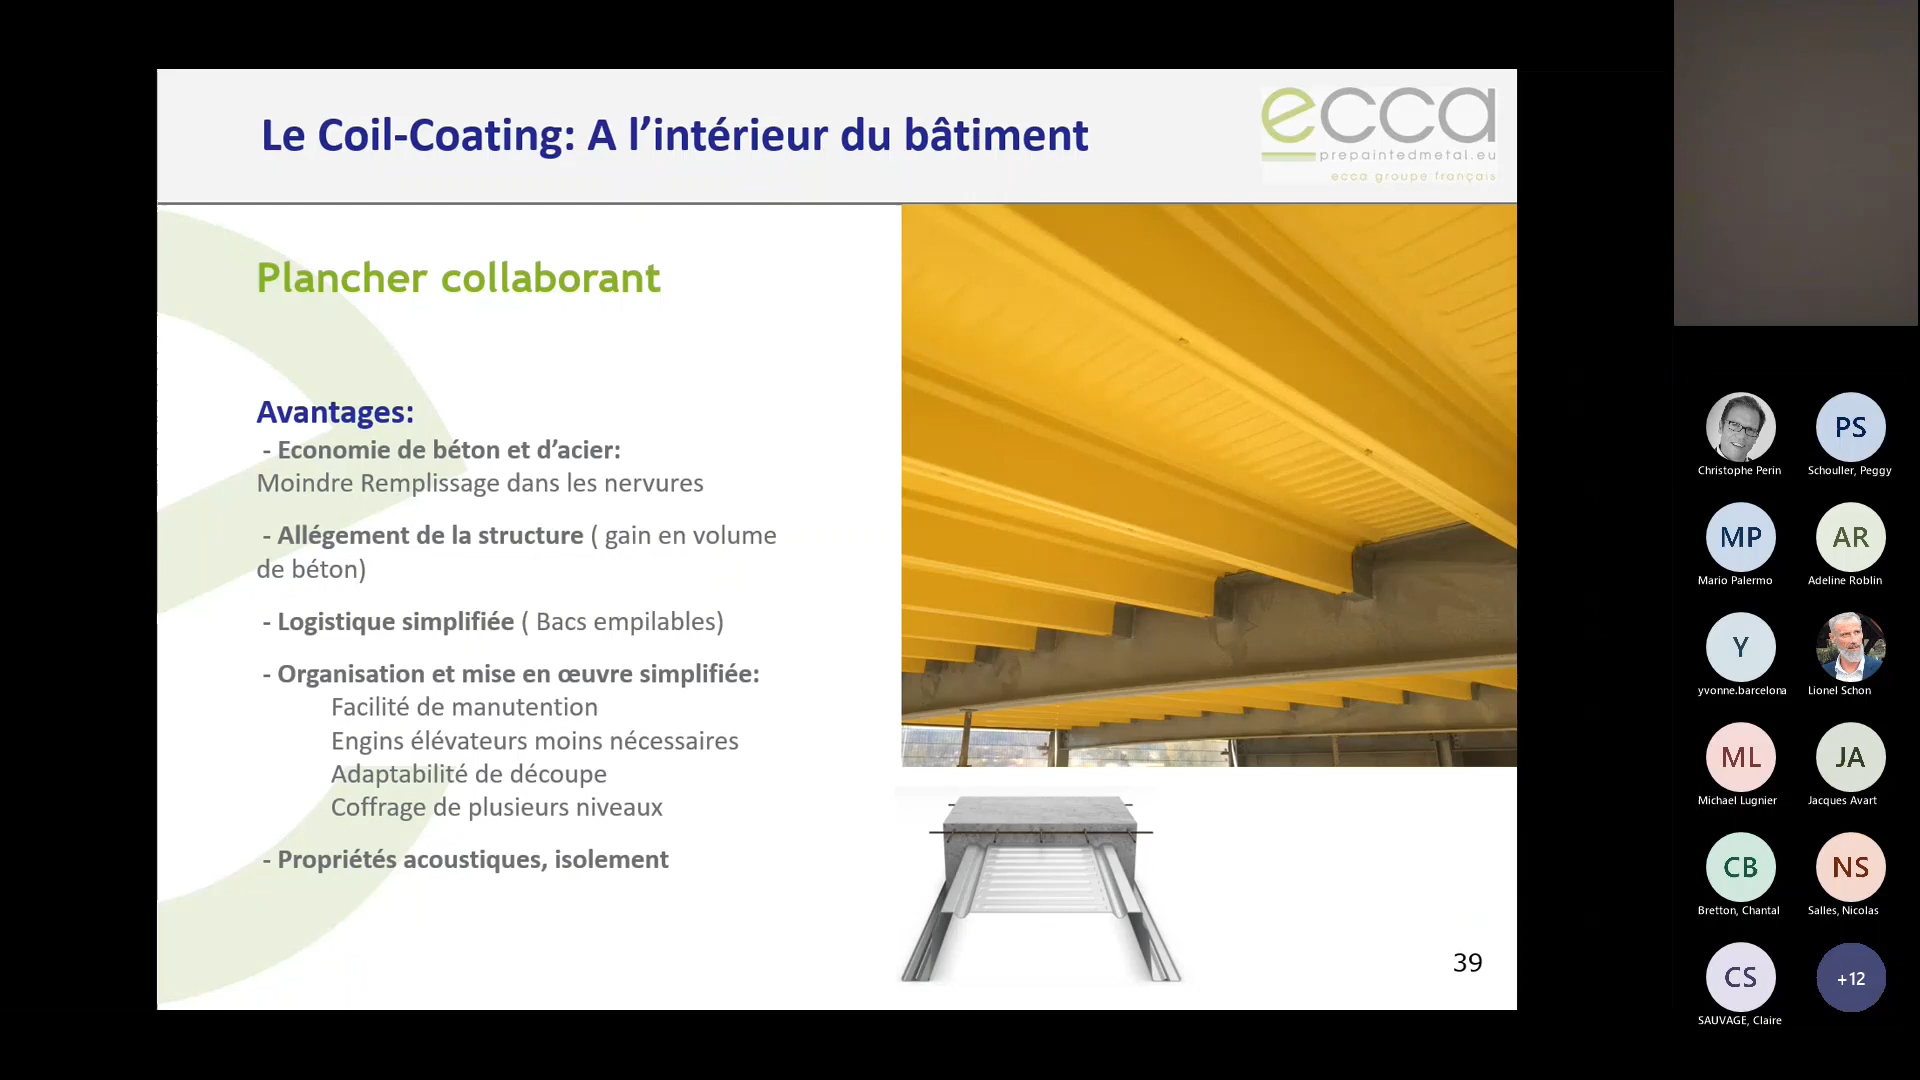 Le Coil-Coating: A l’intérieur du bâtiment
ecca
prepaintedmetal.eu
ecca groupe français
Plancher collaborant
Avantages:
- Economie de béton et d’acier:
Moindre Remplissage dans les nervures
- Allégement de la structure ( gain en volume
de béton)
- Logistique simplifiée ( Bacs empilables)
- Organisation et mise en œuvre simplifiée:
Facilité de manutention
Engins élévateurs moins nécessaires
Adaptabilité de découpe
Coffrage de plusieurs niveaux
- Propriétés acoustiques, isolement
39
Christophe Perin
PS
Schouller, Peggy
MP
Mario Palermo
AR
Adeline Roblin
Y
yvonne.barcelona
Lionel Schon
ML
Michael Lugnier
JA
Jacques Avart
CB
Bretton, Chantal
NS
Salles, Nicolas
CS
SAUVAGE, Claire
+12